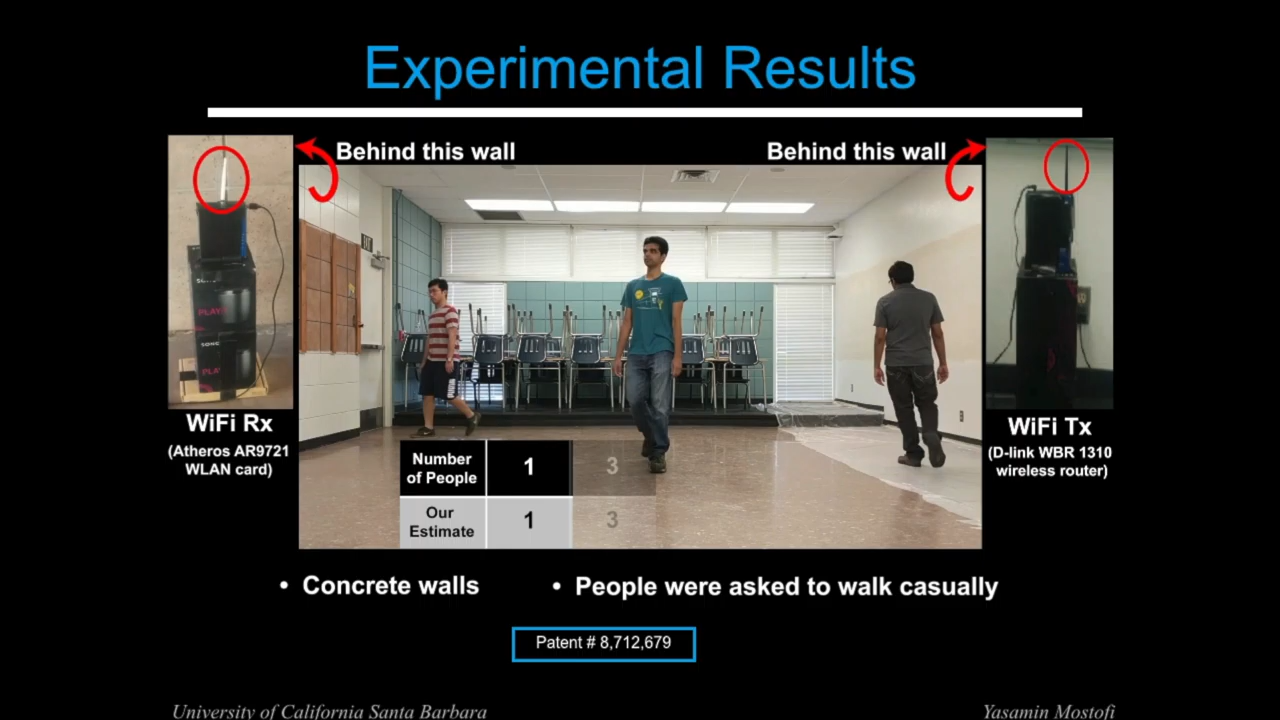 Experimental Results
Behind this wall
Behind this wall
WiFi Rx
(Atheros AR9721
WLAN card)
WiFi Tx
(D-link WBR 1310
wireless router)
Number
of People
1
3
Our
Estimate
1
3
• Concrete walls
• People were asked to walk casually
Patent # 8,712,679
University of California Santa Barbara
Yasamin Mostofi